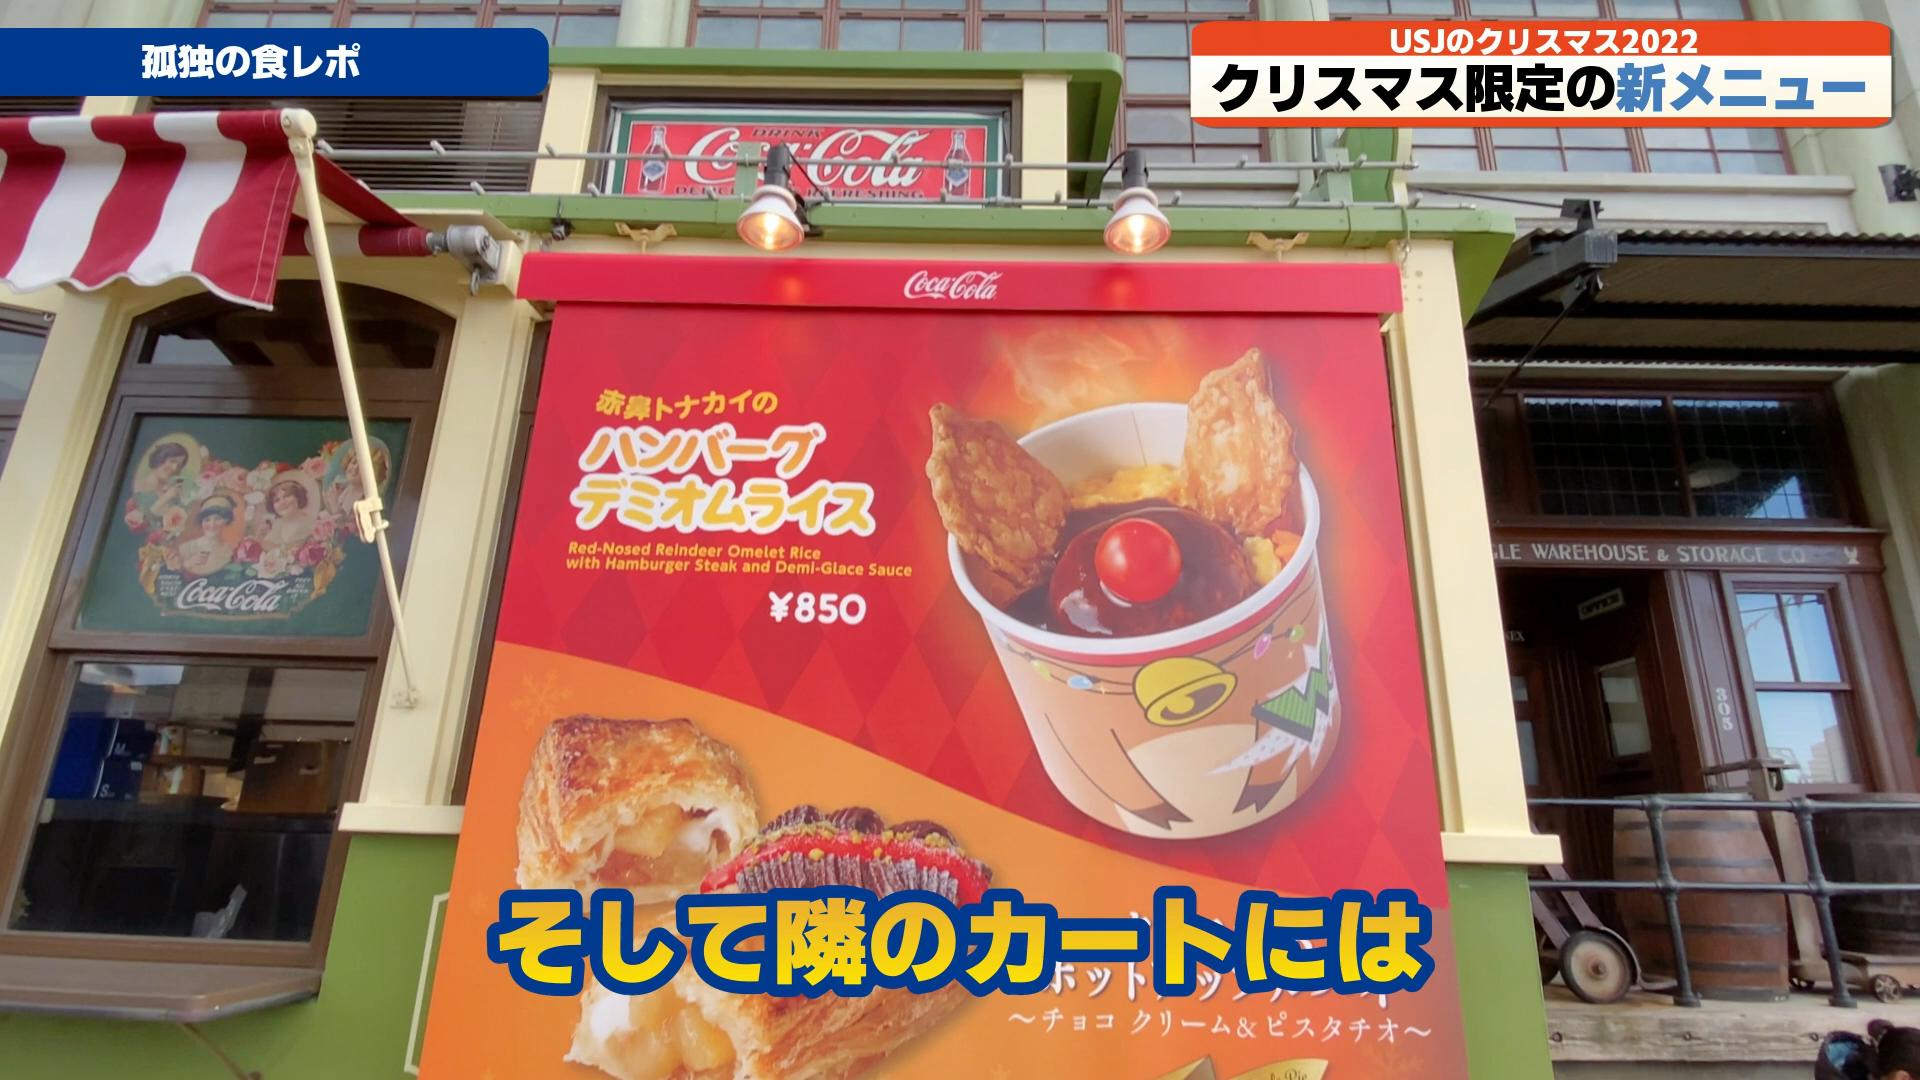 孤独の食レポ
USJのクリスマス2022
クリスマス限定の新メニュー
DRINK
Coca-Cola
Coca-Cola
赤鼻トナカイの
ハンバーグ
デミオムライス
Red-Nosed Reindeer Omelet Rice
with Hamburger Steak and Demi-Glace Sauce
¥850
Coca-Cola
GLE WAREHOUSE & STORAGE CO
305
そして隣のカートには
～チョコ クリーム&ピスタチオ～